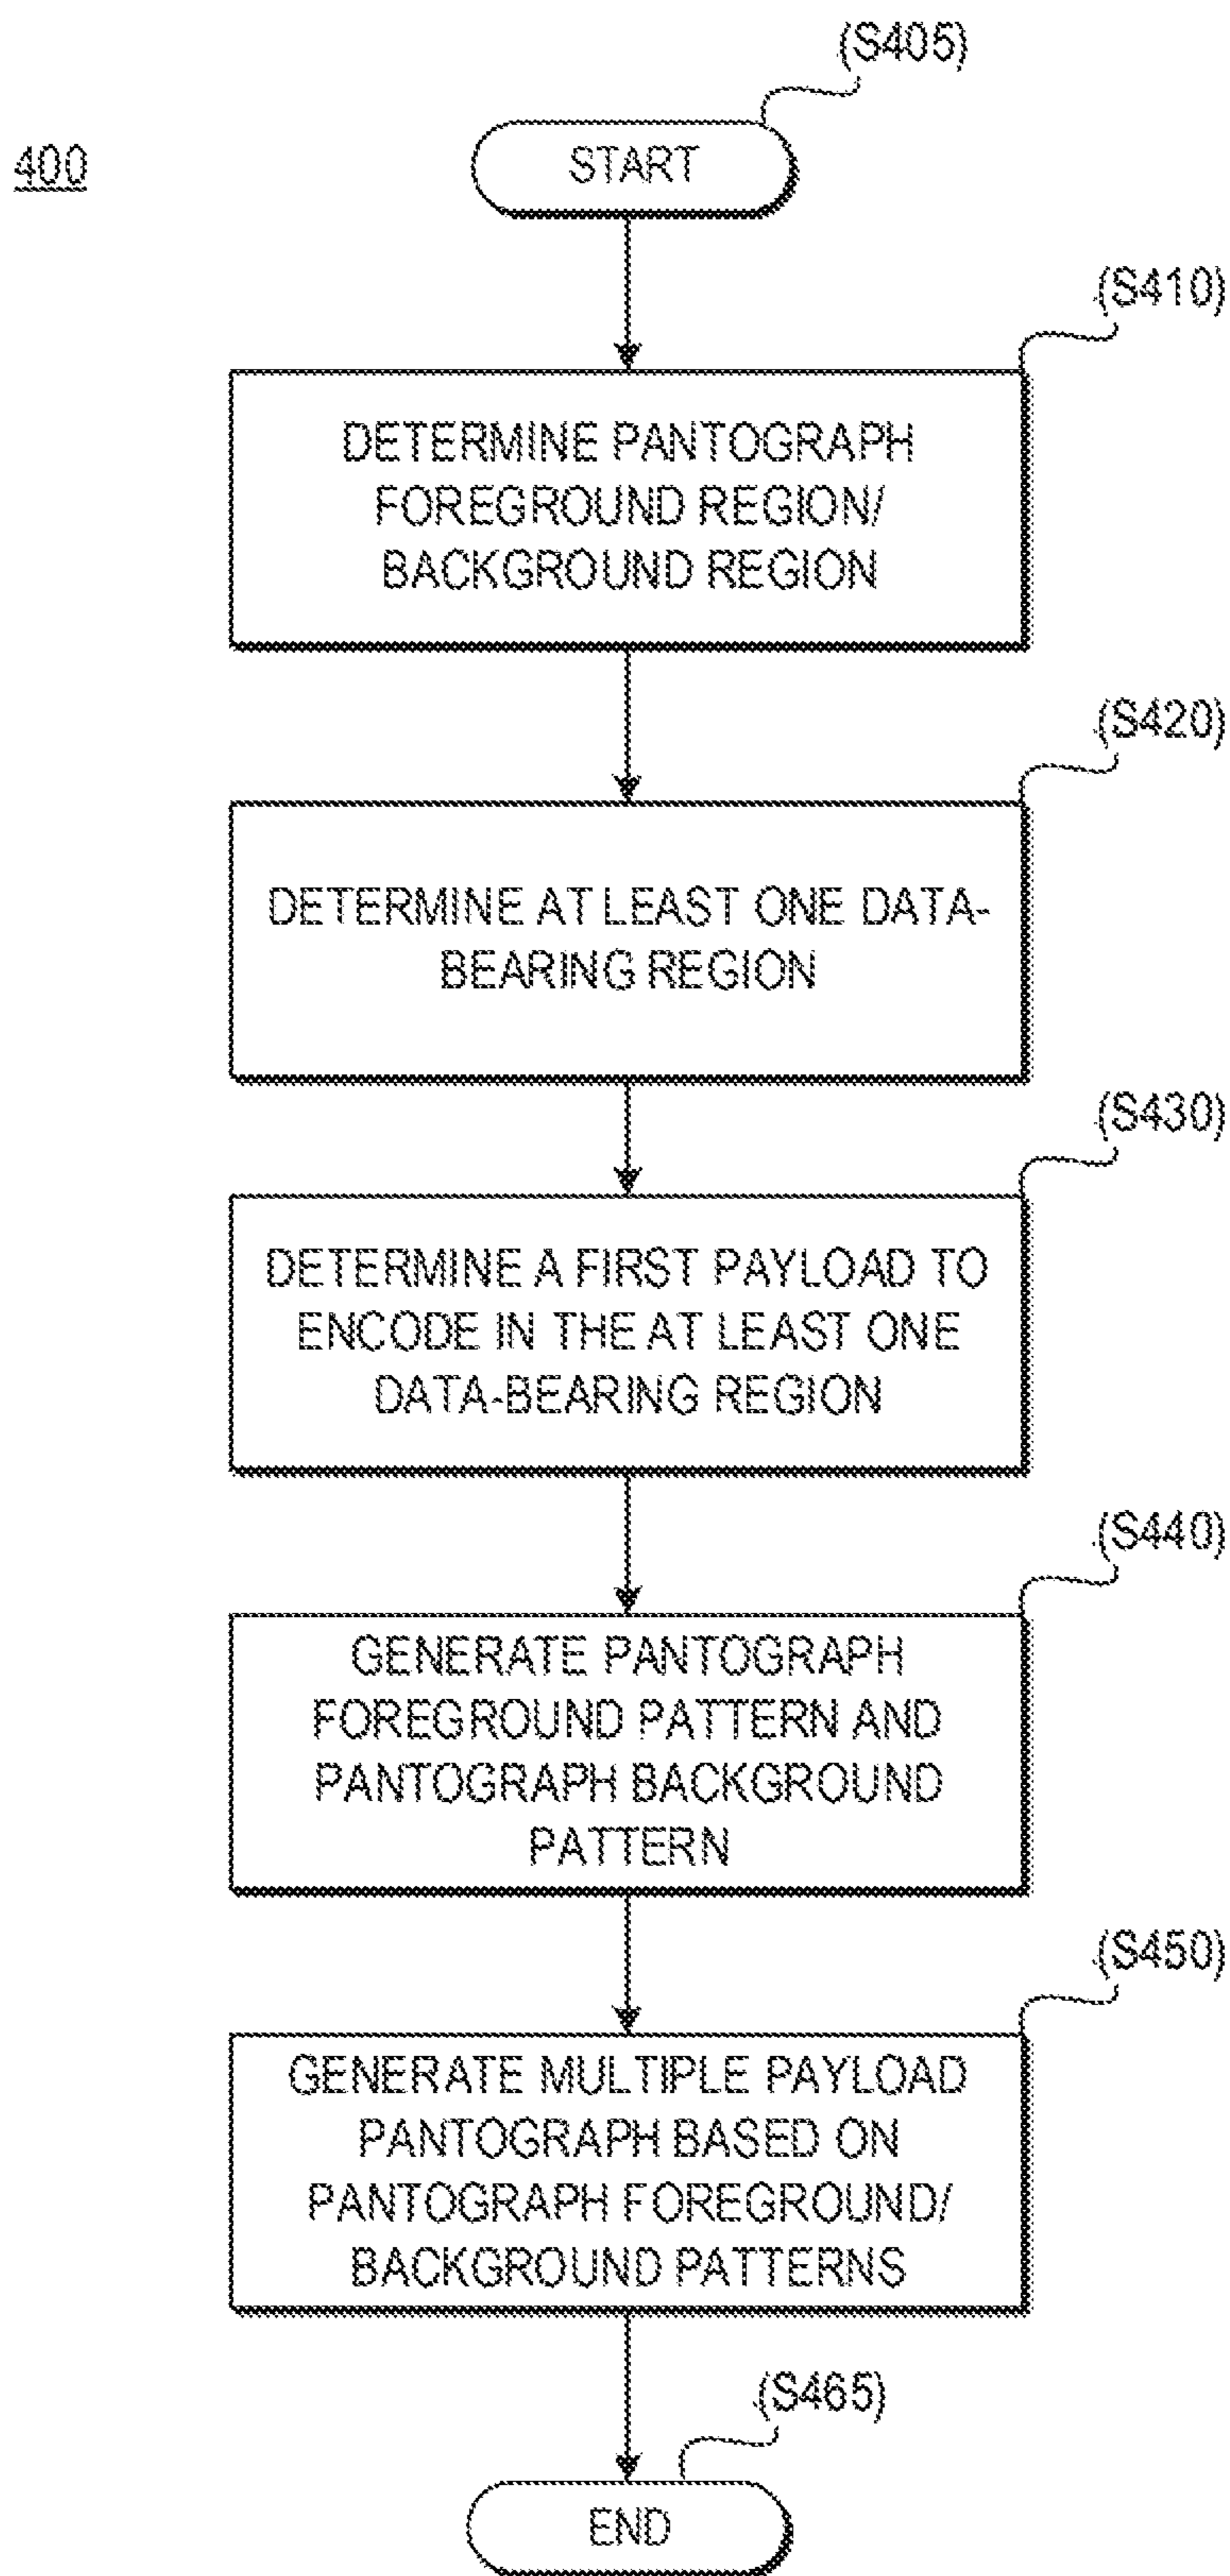 (S405)
400
START
(S410)
DETERMINE PANTOGRAPH
FOREGROUND REGION/
BACKGROUND REGION
(S420)
DETERMINE AT LEAST ONE DATA-
BEARING REGION
(S430)
DETERMINE A FIRST PAYLOAD TO
ENCODE IN THE AT LEAST ONE
DATA-BEARING REGION
(S440)
GENERATE PANTOGRAPH
FOREGROUND PATTERN AND
PANTOGRAPH BACKGROUND
PATTERN
(S450)
GENERATE MULTIPLE PAYLOAD
PANTOGRAPH BASED ON
PANTOGRAPH FOREGROUND/
BACKGROUND PATTERNS
(S465)
END